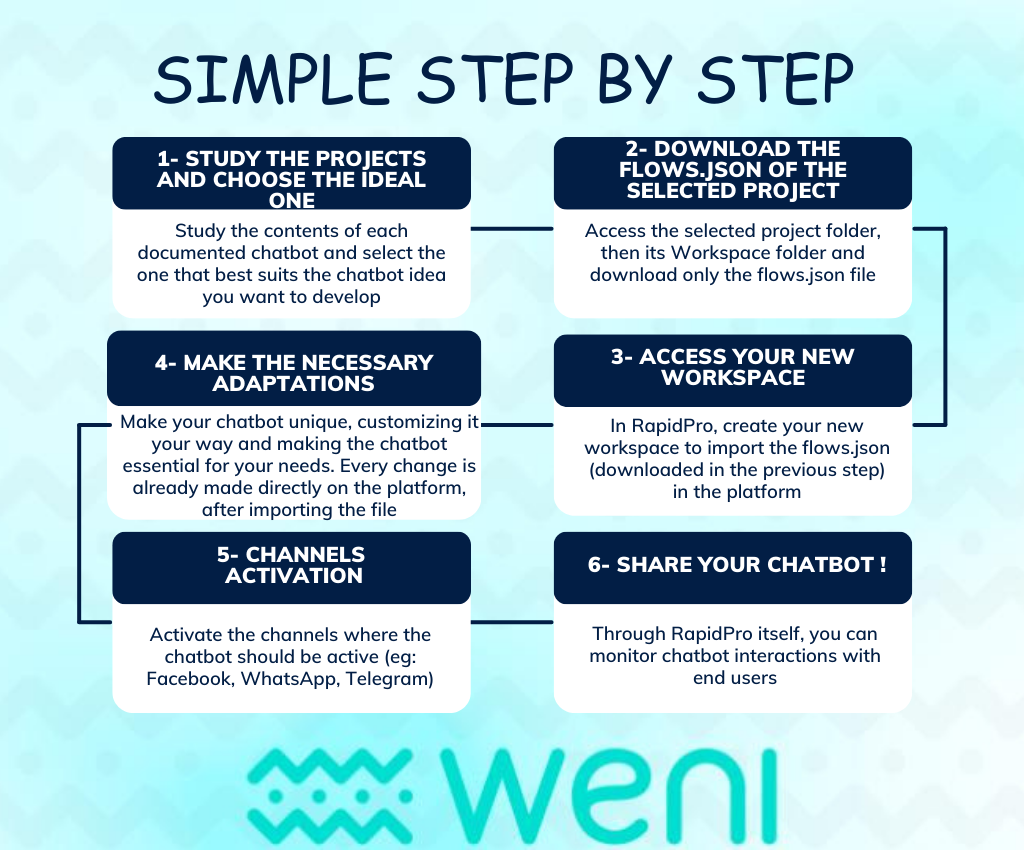 SIMPLE STEP BY STEP
1- STUDY THE PROJECTS
AND CHOOSE THE IDEAL
ONE
Study the contents of each
documented chatbot and select the
one that best suits the chatbot idea
you want to develop
2- DOWNLOAD THE
FLOWS.JSON OF THE
SELECTED PROJECT
Access the selected project folder,
then its Workspace folder and
download only the flows.json file
3- ACCESS YOUR NEW
WORKSPACE
In RapidPro, create your new
workspace to import the flows.json
(downloaded in the previous step)
in the platform
4- MAKE THE NECESSARY
ADAPTATIONS
Make your chatbot unique, customizing it
your way and making the chatbot
essential for your needs. Every change is
already made directly on the platform,
after importing the file
5- CHANNELS
ACTIVATION
Activate the channels where the
chatbot should be active (eg:
Facebook, WhatsApp, Telegram)
6- SHARE YOUR CHATBOT !
Through RapidPro itself, you can
monitor chatbot interactions with
end users
weni